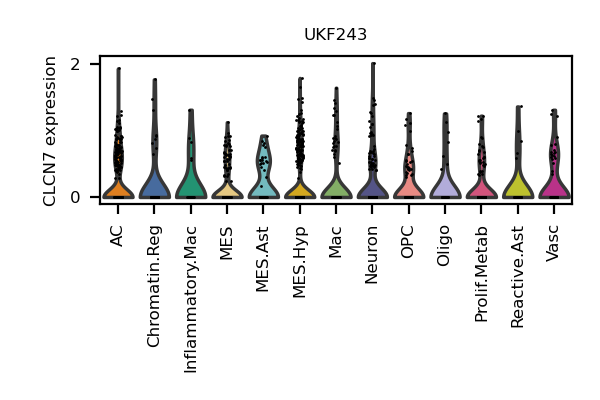 UKF243
CLCN7 expression
2
0
AC
Chromatin.Reg
Inflammatory.Mac
MES
MES.Ast
MES.Hyp
Mac
Neuron
OPC
Oligo
Prolif.Metab
Reactive.Ast
Vasc